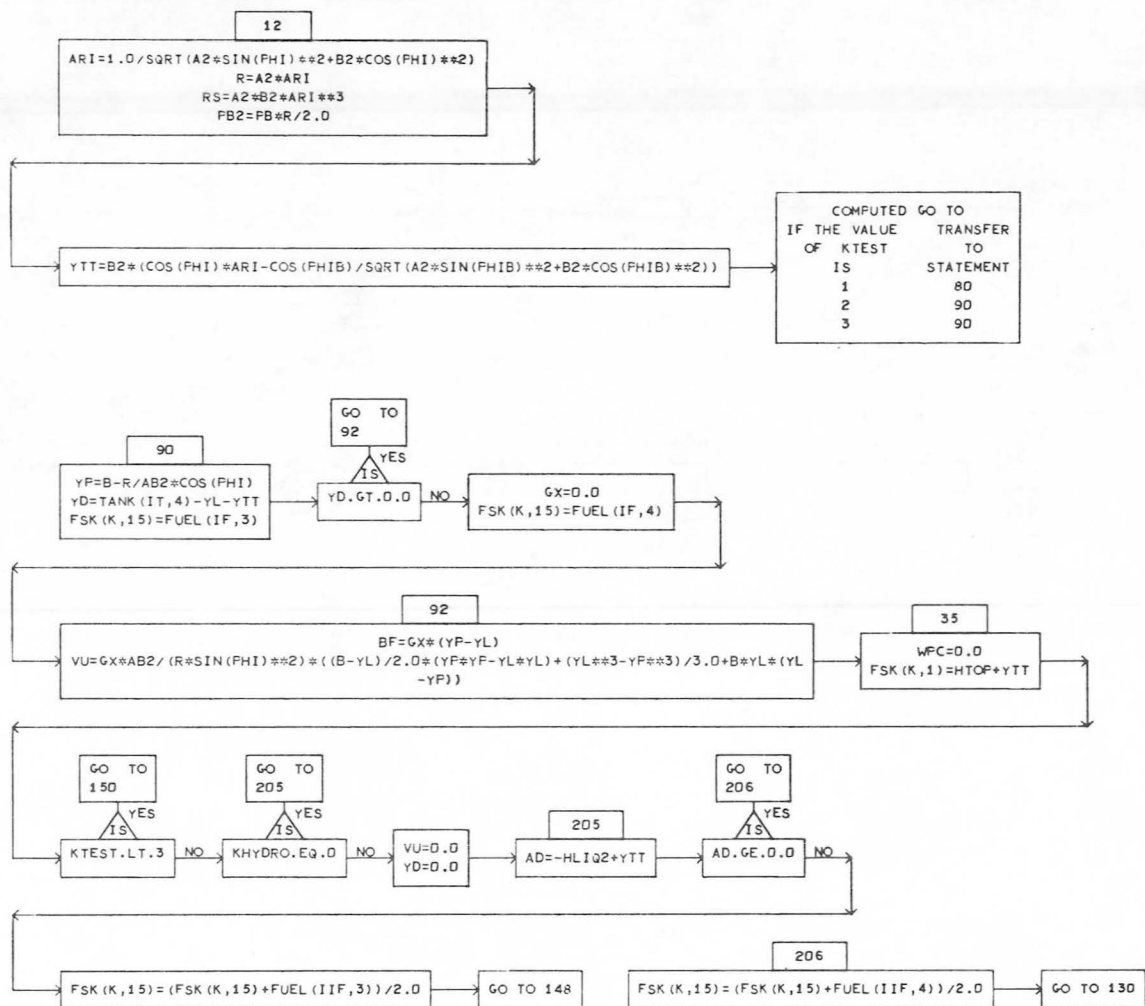 12
ARI=1.0/SQRT(A2*SIN(PHI)**2+B2*COS(PHI)**2)
R=A2*ARI
RS=A2*B2*ARI**3
PB2=PB*R/2.0
YTT=B2*(COS(PHI)*ARI-COS(PHIB)/SQRT(A2*SIN(PHIB)**2+B2*COS(PHIB)**2))
COMPUTED GO TO
IF THE VALUE TRANSFER
OF KTEST TO
IS STATEMENT
1 80
2 90
3 90
90
YP=B-R/AB2*COS(PHI)
YD=TANK(IT,4)-YL-YTT
FSK(K,15)=FUEL(IF,3)
GO TO
92
YES
IS
YD.GT.0.0
NO
GX=0.0
FSK(K,15)=FUEL(IF,4)
92
BF=GX*(YP-YL)
VU=GX*AB2/(R*SIN(PHI)**2)*((B-YL)/2.0*(YP*YP-YL*YL)+(YL**3-YP**3)/3.0+B*YL*(YL
-YP))
35
WPC=0.0
FSK(K,1)=HTOP+YTT
GO TO
150
YES
IS
KTEST.LT.3
NO
GO TO
205
YES
IS
KHYDRO.EQ.0
NO
VU=0.0
YD=0.0
205
AD=-HLIQ2+YTT
GO TO
206
YES
IS
AD.GE.0.0
NO
FSK(K,15)=(FSK(K,15)+FUEL(IIF,3))/2.0
GO TO 148
206
FSK(K,15)=(FSK(K,15)+FUEL(IIF,4))/2.0
GO TO 130